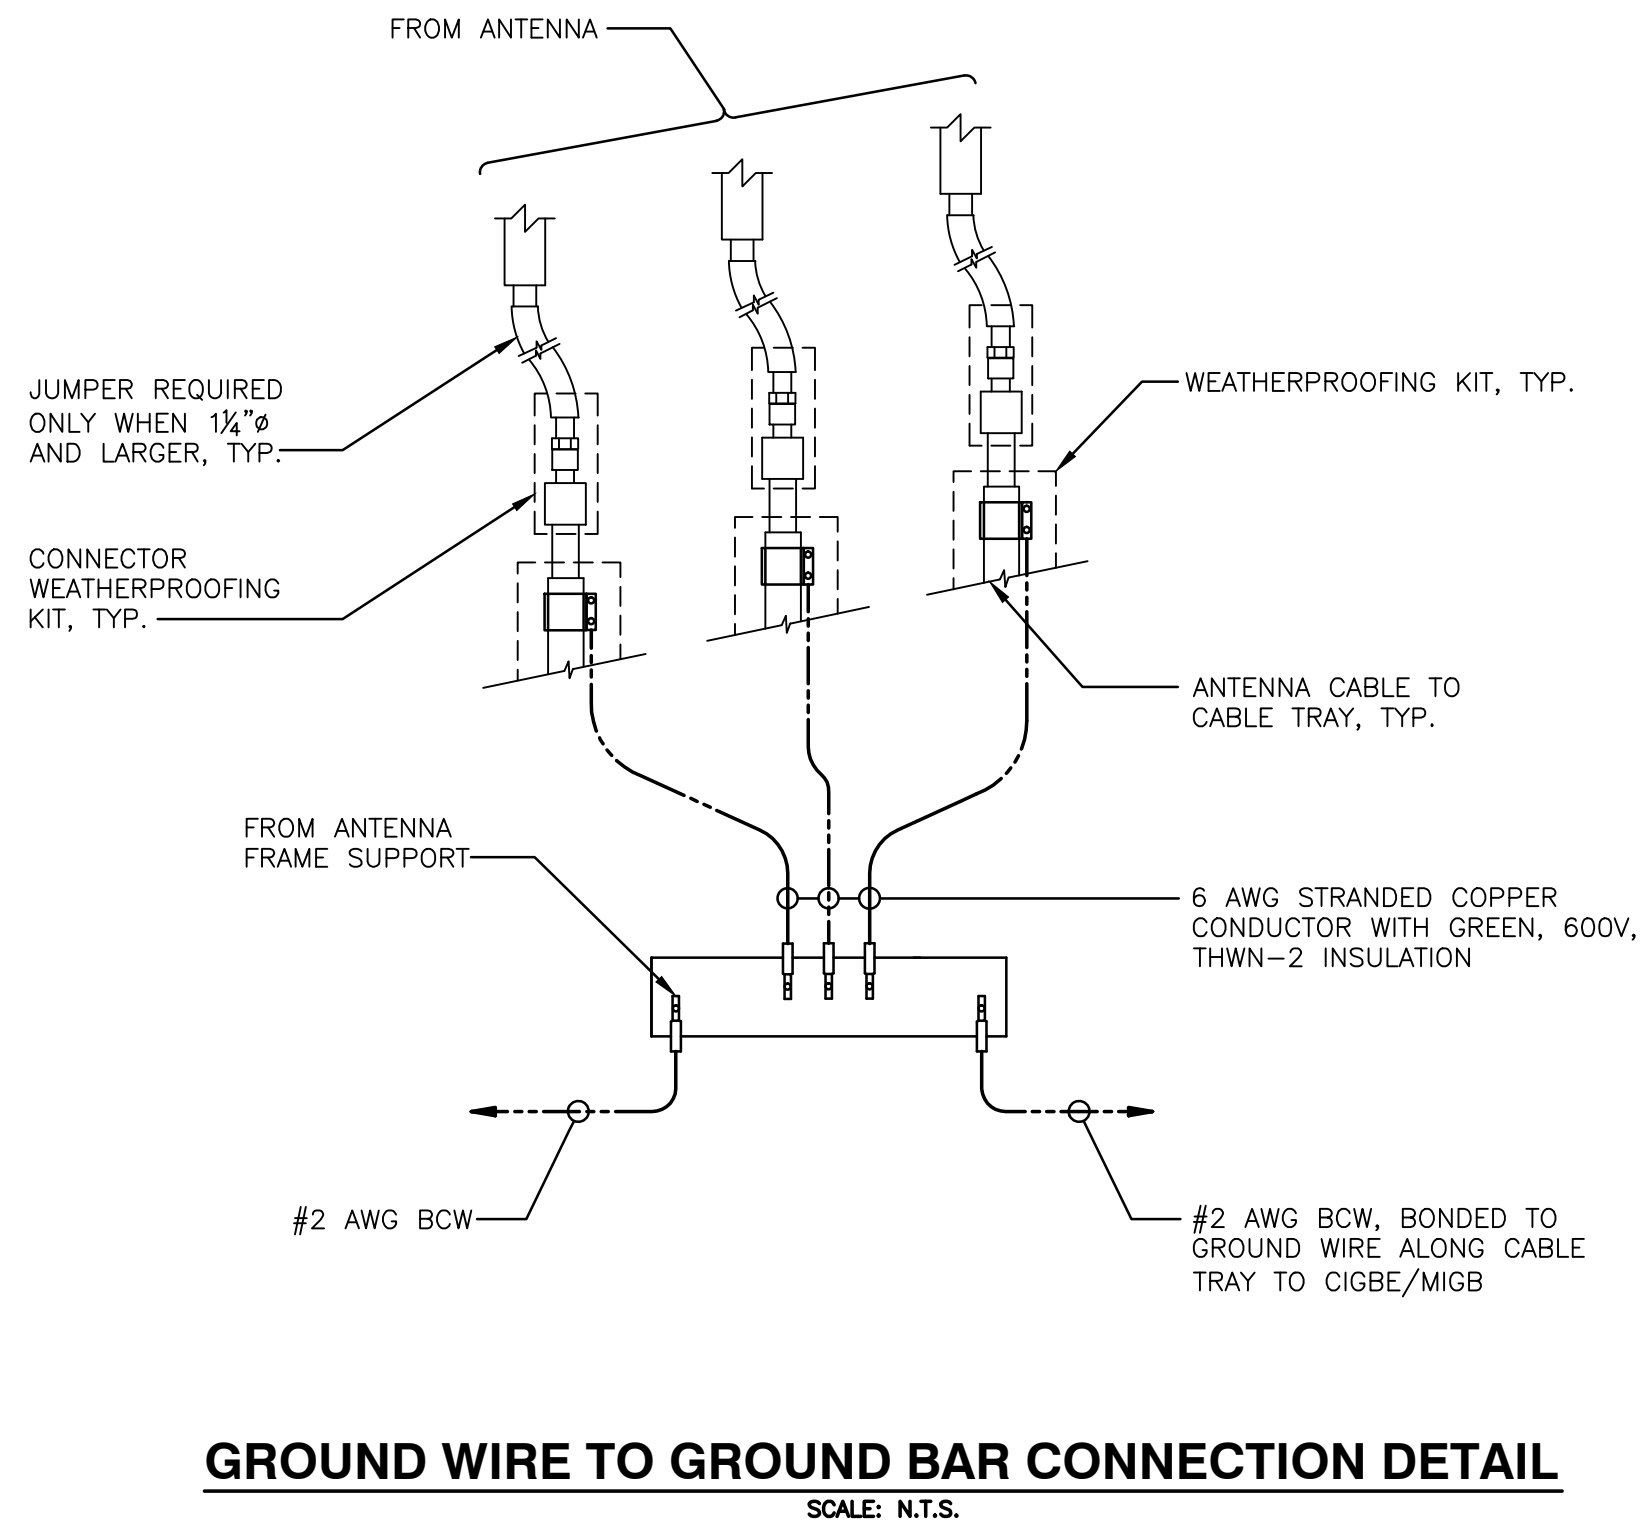 FROM ANTENNA
JUMPER REQUIRED
ONLY WHEN 1¼"ø
AND LARGER, TYP.
WEATHERPROOFING KIT, TYP.
CONNECTOR
WEATHERPROOFING
KIT, TYP.
ANTENNA CABLE TO
CABLE TRAY, TYP.
FROM ANTENNA
FRAME SUPPORT
6 AWG STRANDED COPPER
CONDUCTOR WITH GREEN, 600V,
THWN-2 INSULATION
#2 AWG BCW
#2 AWG BCW, BONDED TO
GROUND WIRE ALONG CABLE
TRAY TO CIGBE/MIGB
GROUND WIRE TO GROUND BAR CONNECTION DETAIL
SCALE: N.T.S.